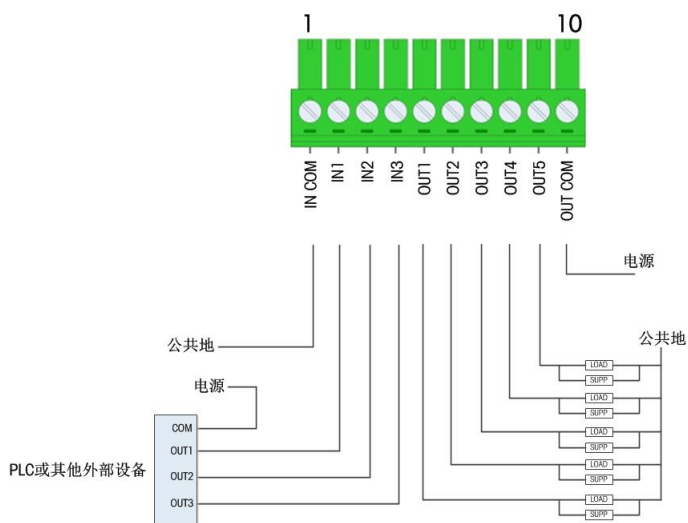 1
10
IN COM
IN1
IN2
IN3
OUT1
OUT2
OUT3
OUT4
OUT5
OUT COM
电源
公共地
公共地
电源
LOAD
SUPP
LOAD
SUPP
LOAD
SUPP
LOAD
SUPP
LOAD
SUPP
COM
OUT1
PLC或其他外部设备
OUT2
OUT3